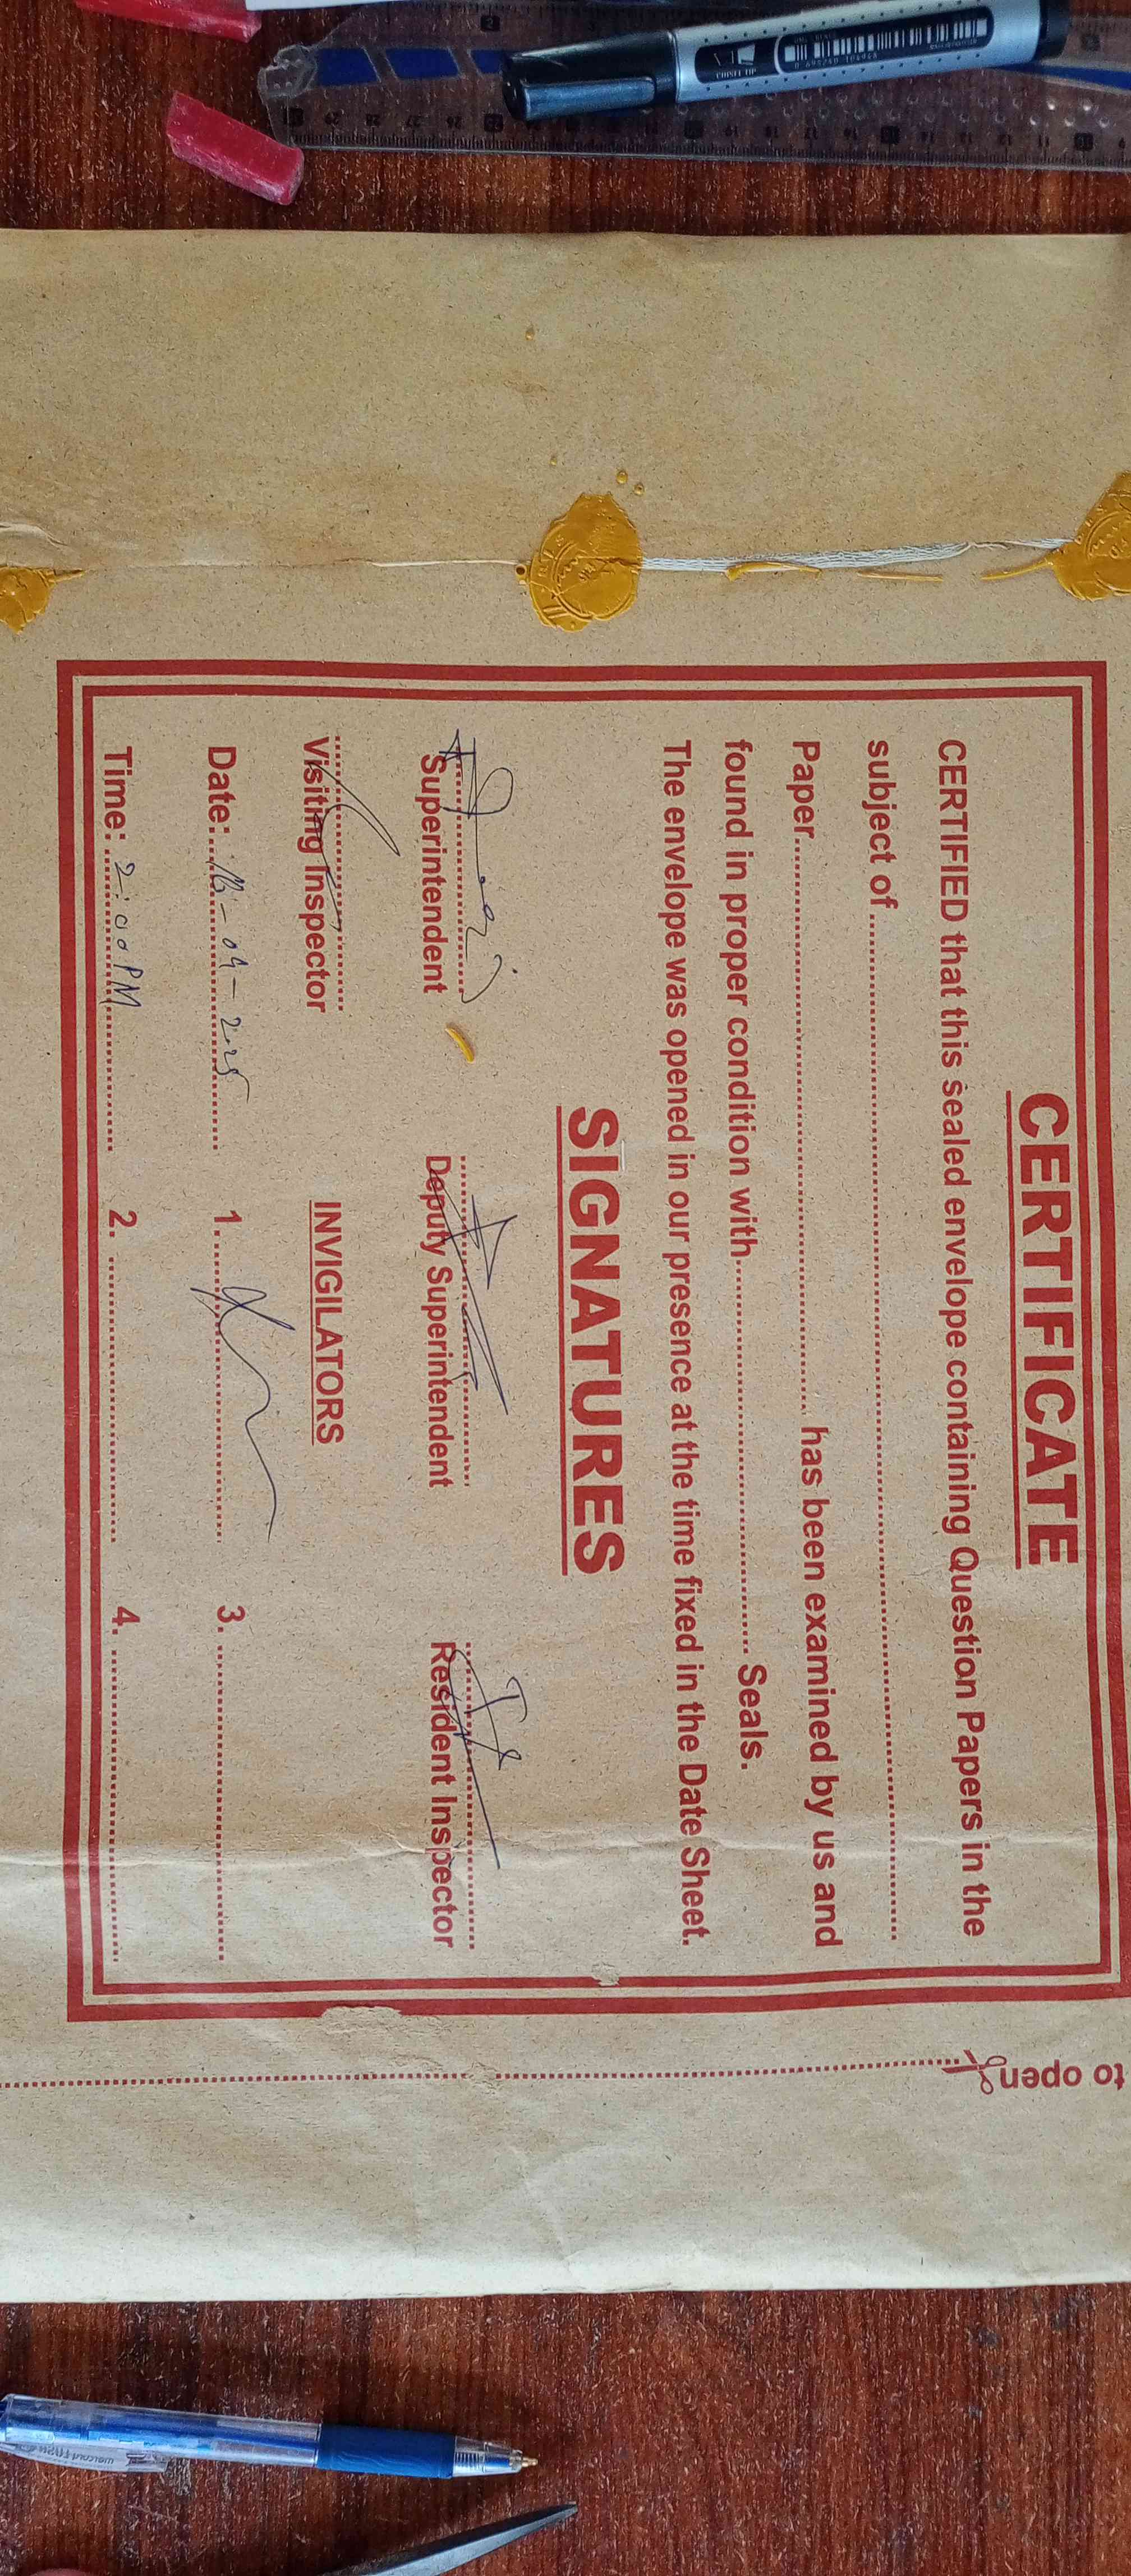 CERTIFICATE
CERTIFIED that this sealed envelope containing Question Papers in the
subject of
Paper has been examined by us and
found in proper condition with Seals.
The envelope was opened in our presence at the time fixed in the Date Sheet.
SIGNATURES
Superintendent Deputy Superintendent Resident Inspector
Visiting Inspector INVIGILATORS
Date: 1. 3.
Time: 2:00 PM 2. 4.
to open
CHISEL TIP